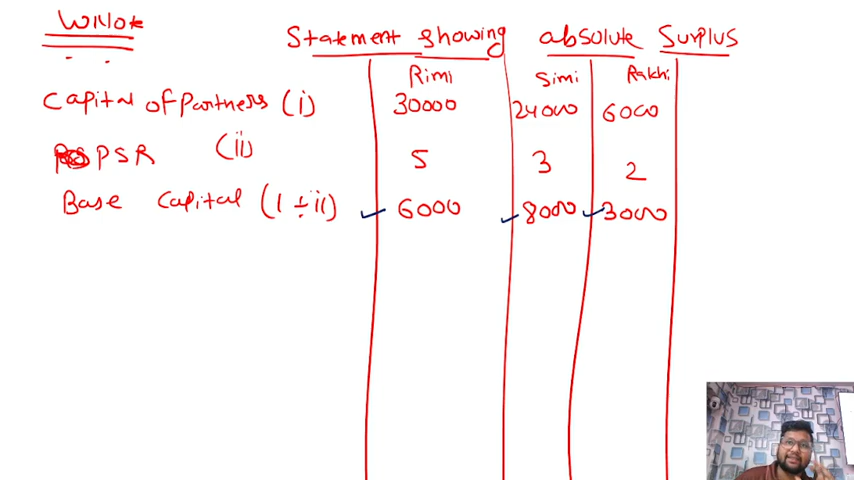 W.NOte
Statement showing absolute Surplus
Rimi Simi Rakhi
Capital of Partners (i) 30000 24000 6000
PSR (ii) 5 3 2
Base Capital (I ÷ ii) 6000 8000 3000